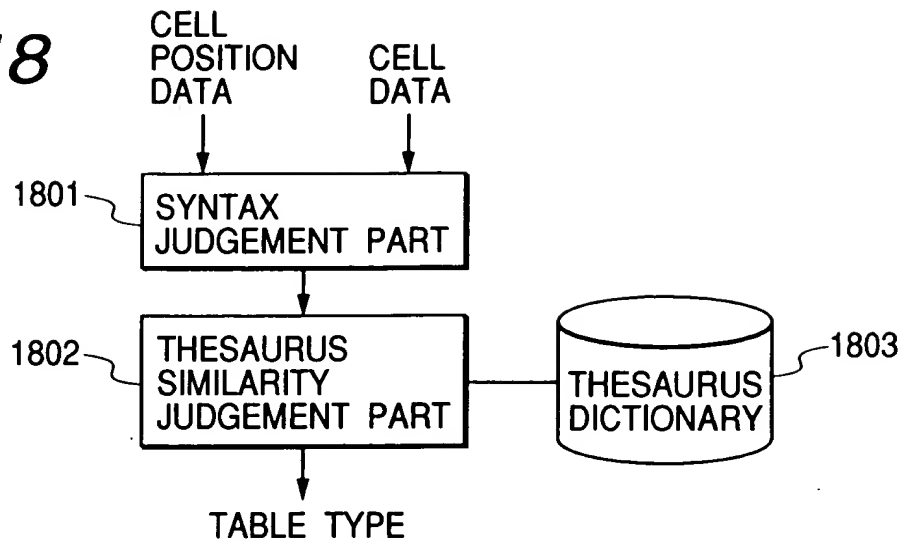 8
CELL
POSITION
DATA
CELL
DATA
1801
SYNTAX
JUDGEMENT PART
1802
THESAURUS
SIMILARITY
JUDGEMENT PART
1803
THESAURUS
DICTIONARY
TABLE TYPE